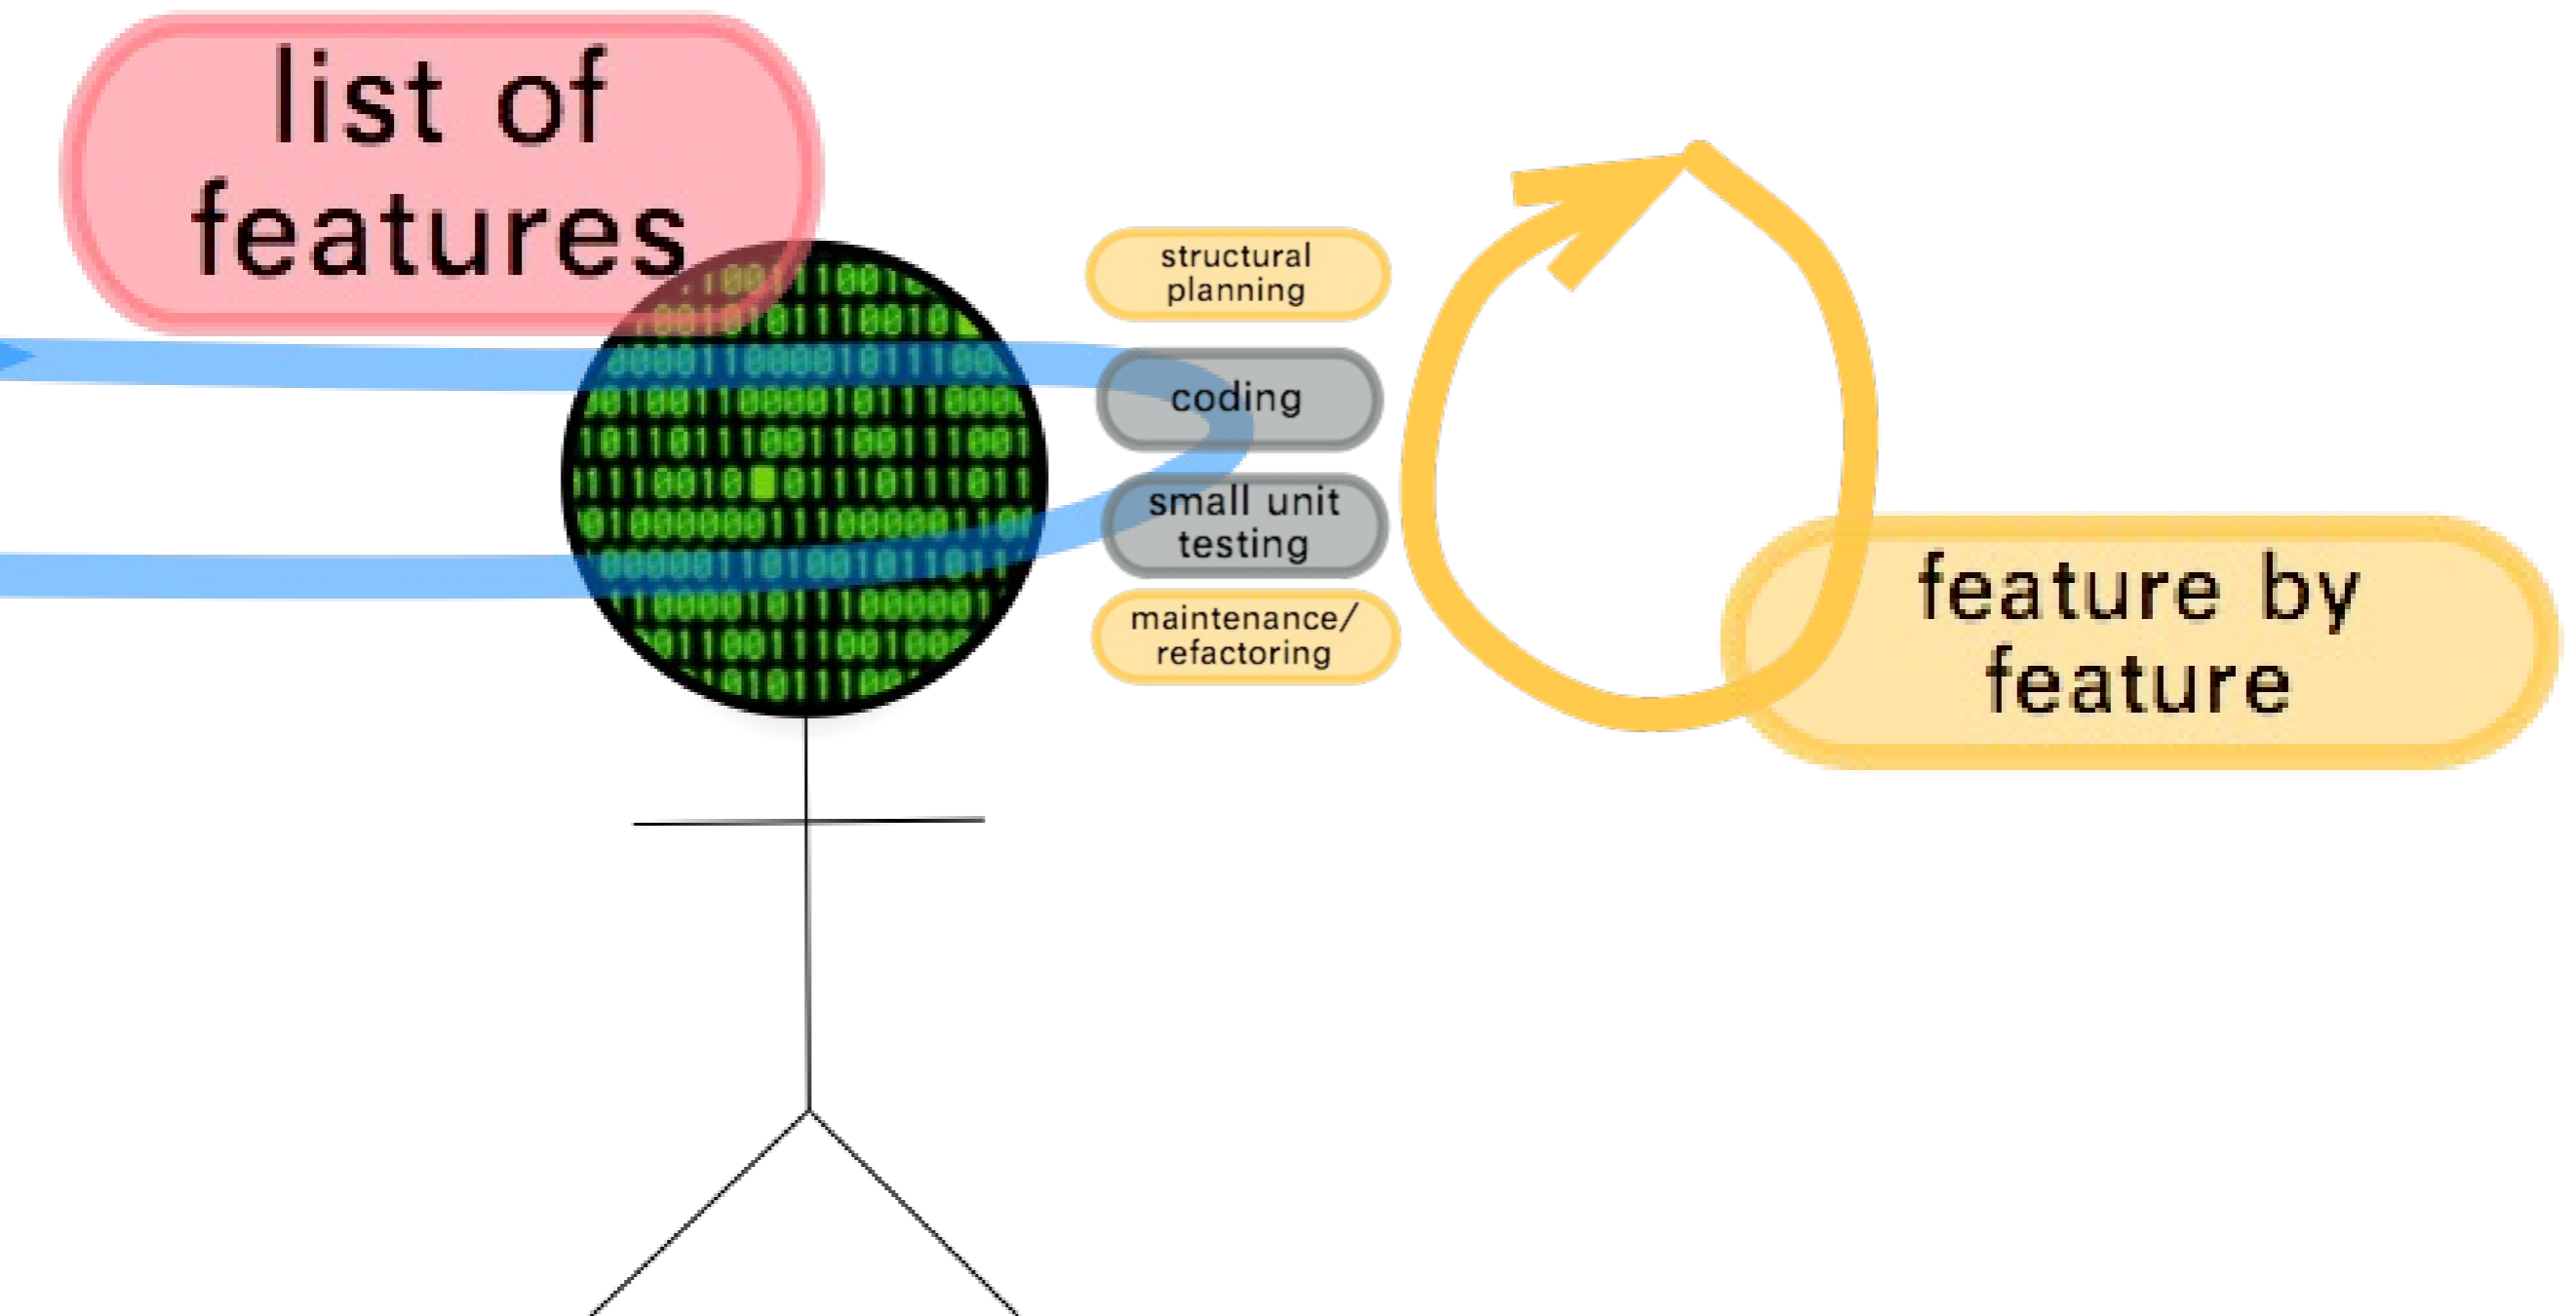 list of
features
structural
planning
coding
small unit
testing
maintenance/
refactoring
feature by
feature